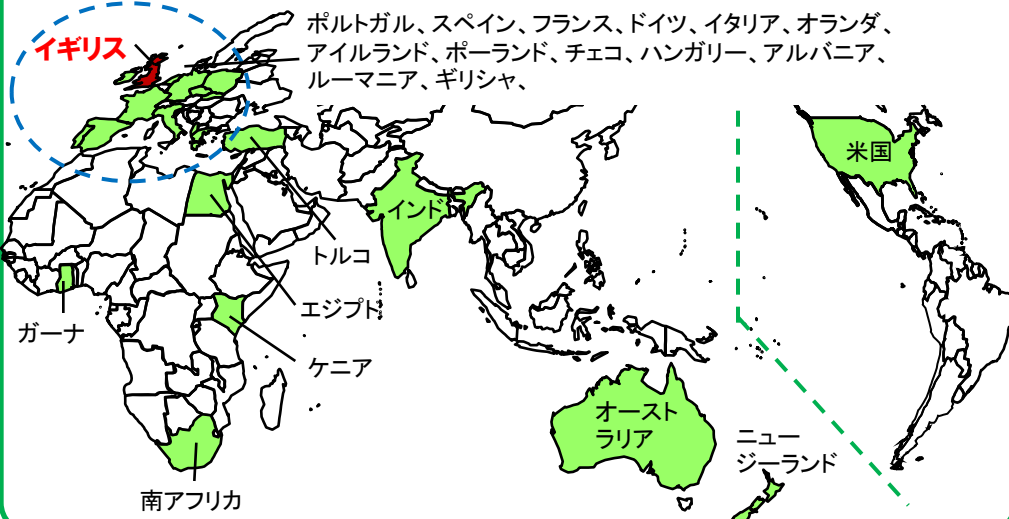 ポルトガル、スペイン、フランス、ドイツ、イタリア、オランダ、
アイルランド、ポーランド、チェコ、ハンガリー、アルバニア、
ルーマニア、ギリシャ、
イギリス
米国
インド
トルコ
エジプト
ガーナ
ケニア
オースト
ラリア
ニュー
ジーランド
南アフリカ